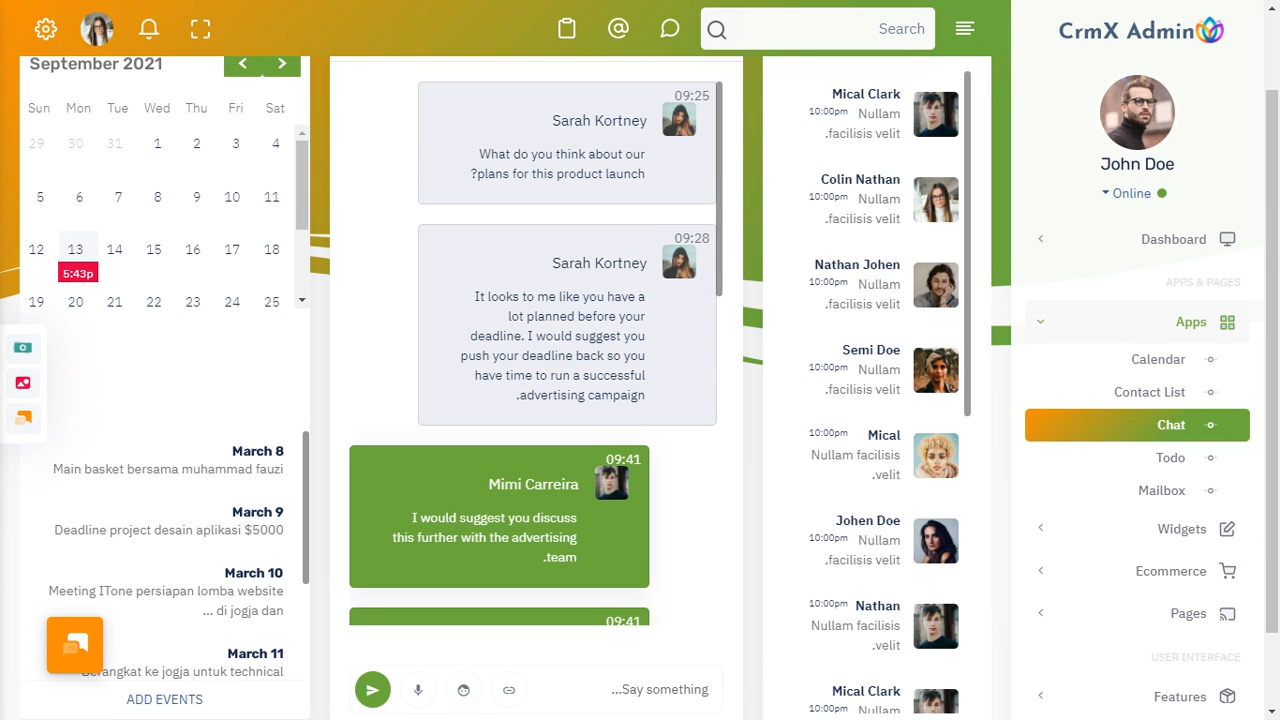 Search
CrmX Admin
John Doe
Online
Dashboard
APPS & PAGES
Apps
Calendar
Contact List
Chat
Todo
Mailbox
Widgets
Ecommerce
Pages
USER INTERFACE
Features
September 2021
Sun Mon Tue Wed Thu Fri Sat
29 30 31 1 2 3 4
5 6 7 8 9 10 11
12 13 14 15 16 17 18
5:43p
19 20 21 22 23 24 25
March 8
Main basket bersama muhammad fauzi
March 9
Deadline project desain aplikasi $5000
March 10
Meeting ITone persiapan lomba website
... di jogja dan
March 11
Berangkat ke jogja untuk technical
ADD EVENTS
09:25
Sarah Kortney
What do you think about our
?plans for this product launch
09:28
Sarah Kortney
It looks to me like you have a
lot planned before your
deadline. I would suggest you
push your deadline back so you
have time to run a successful
.advertising campaign
09:41
Mimi Carreira
I would suggest you discuss
this further with the advertising
.team
09:41
...Say something
Mical Clark
10:00pm Nullam
.facilisis velit
Colin Nathan
10:00pm Nullam
.facilisis velit
Nathan Johen
10:00pm Nullam
.facilisis velit
Semi Doe
10:00pm Nullam
.facilisis velit
10:00pm Mical
Nullam facilisis
.velit
Johen Doe
10:00pm Nullam
.facilisis velit
10:00pm Nathan
Nullam facilisis
.velit
Mical Clark
10:00pm Nullam